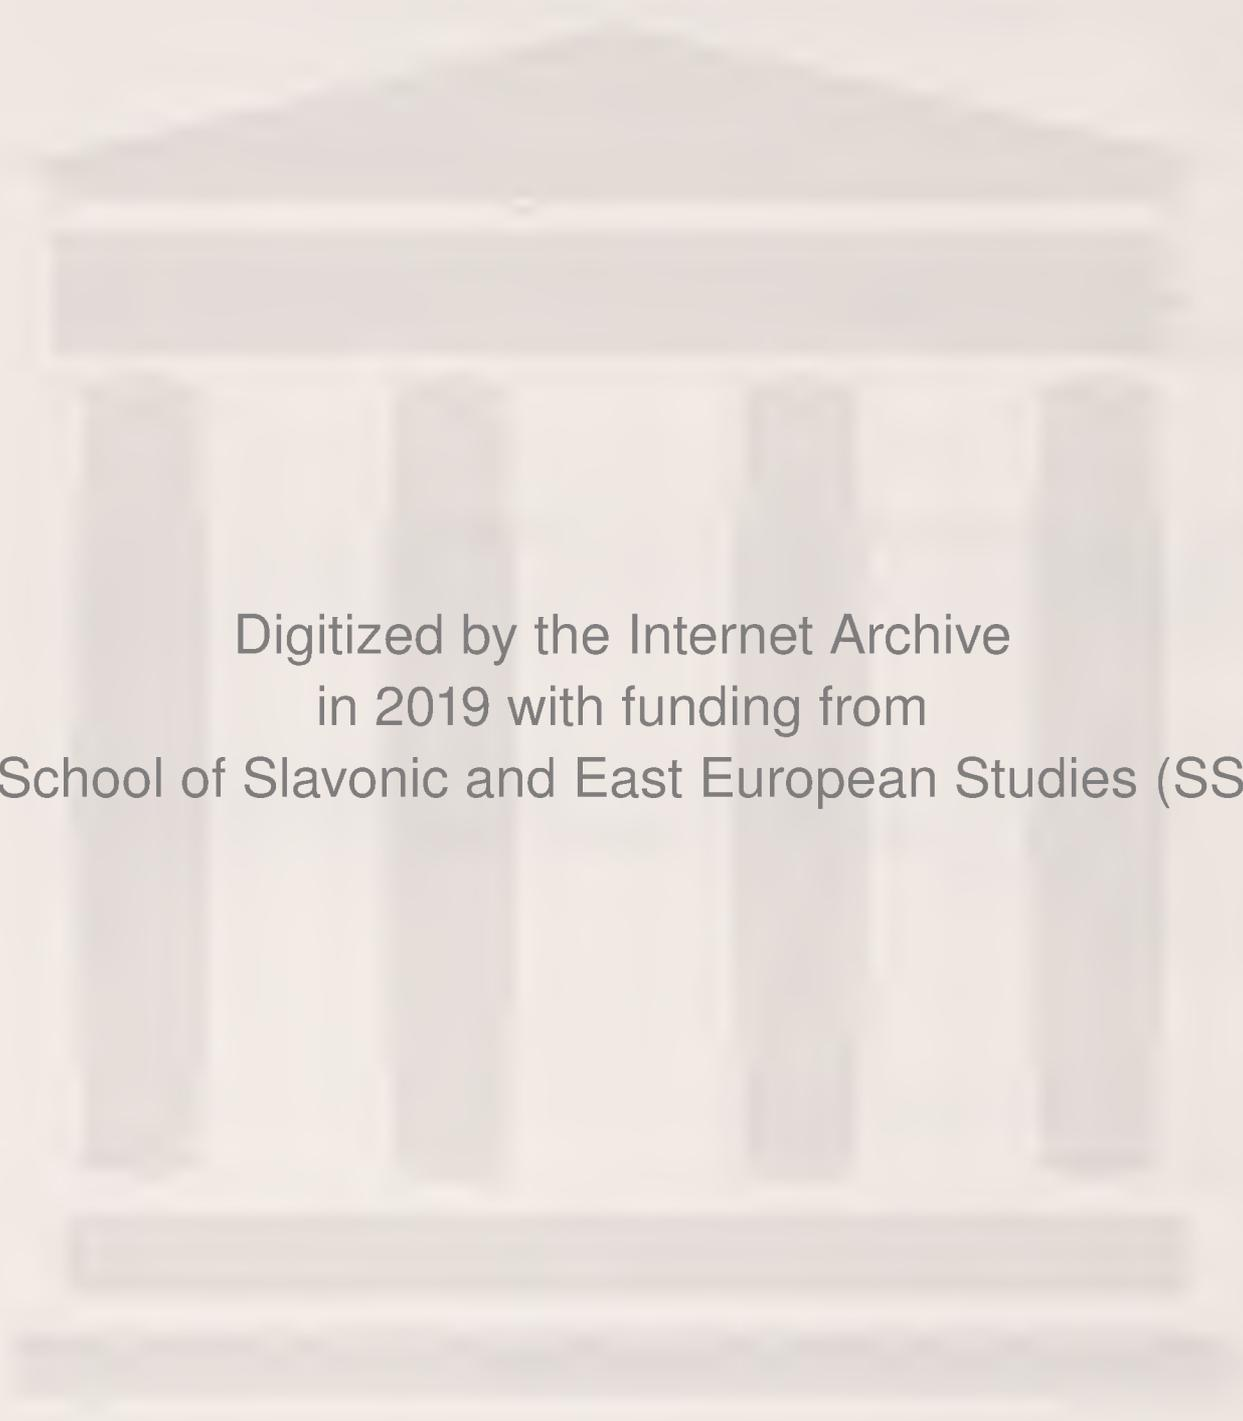 Digitized by the Internet Archive
in 2019 with funding from
School of Slavonic and East European Studies (SS